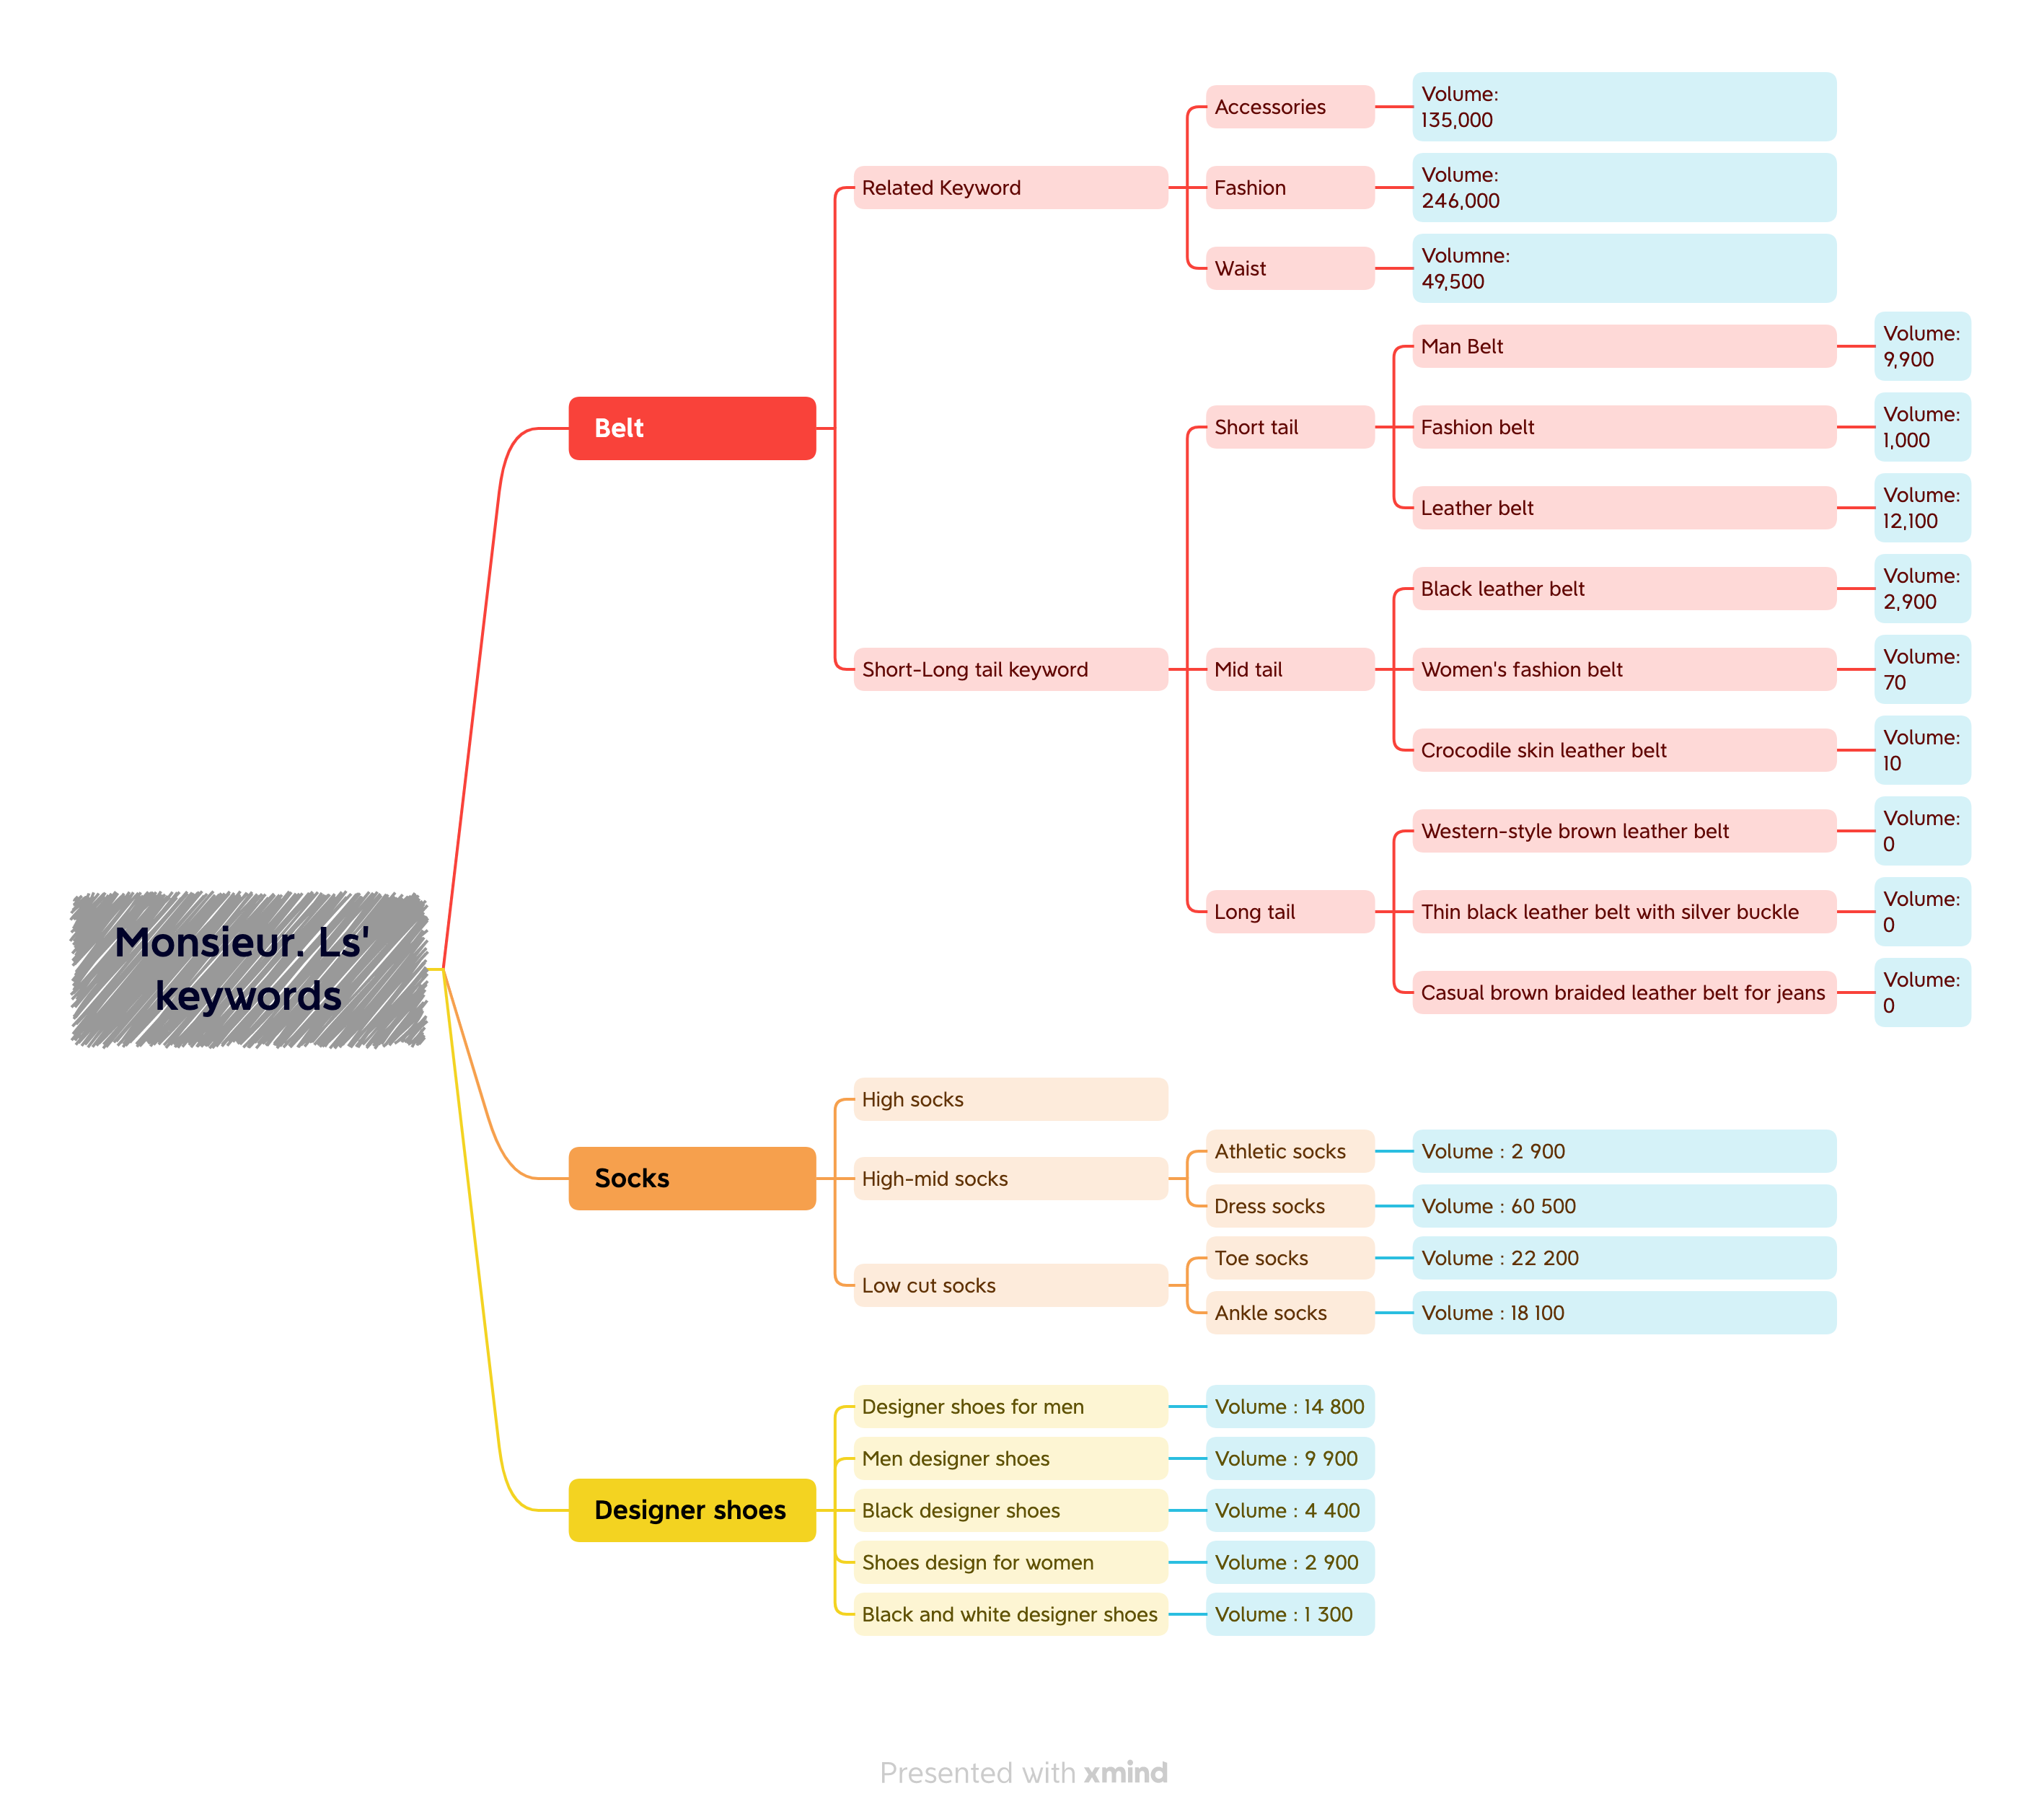 Monsieur. Ls'
keywords
Belt
Related Keyword
Accessories
Volume:
135,000
Fashion
Volume:
246,000
Waist
Volumne:
49,500
Short-Long tail keyword
Short tail
Man Belt
Volume:
9,900
Fashion belt
Volume:
1,000
Leather belt
Volume:
12,100
Mid tail
Black leather belt
Volume:
2,900
Women's fashion belt
Volume:
70
Crocodile skin leather belt
Volume:
10
Long tail
Western-style brown leather belt
Volume:
0
Thin black leather belt with silver buckle
Volume:
0
Casual brown braided leather belt for jeans
Volume:
0
Socks
High socks
High-mid socks
Athletic socks
Volume : 2 900
Dress socks
Volume : 60 500
Low cut socks
Toe socks
Volume : 22 200
Ankle socks
Volume : 18 100
Designer shoes
Designer shoes for men
Volume : 14 800
Men designer shoes
Volume : 9 900
Black designer shoes
Volume : 4 400
Shoes design for women
Volume : 2 900
Black and white designer shoes
Volume : 1 300
Presented with xmind